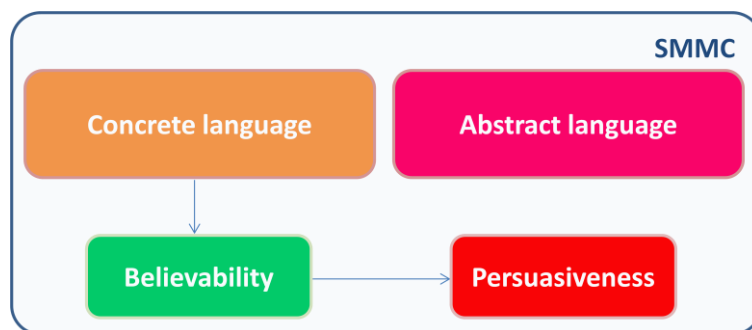 SMMC
Concrete language
Abstract language
Believability
Persuasiveness